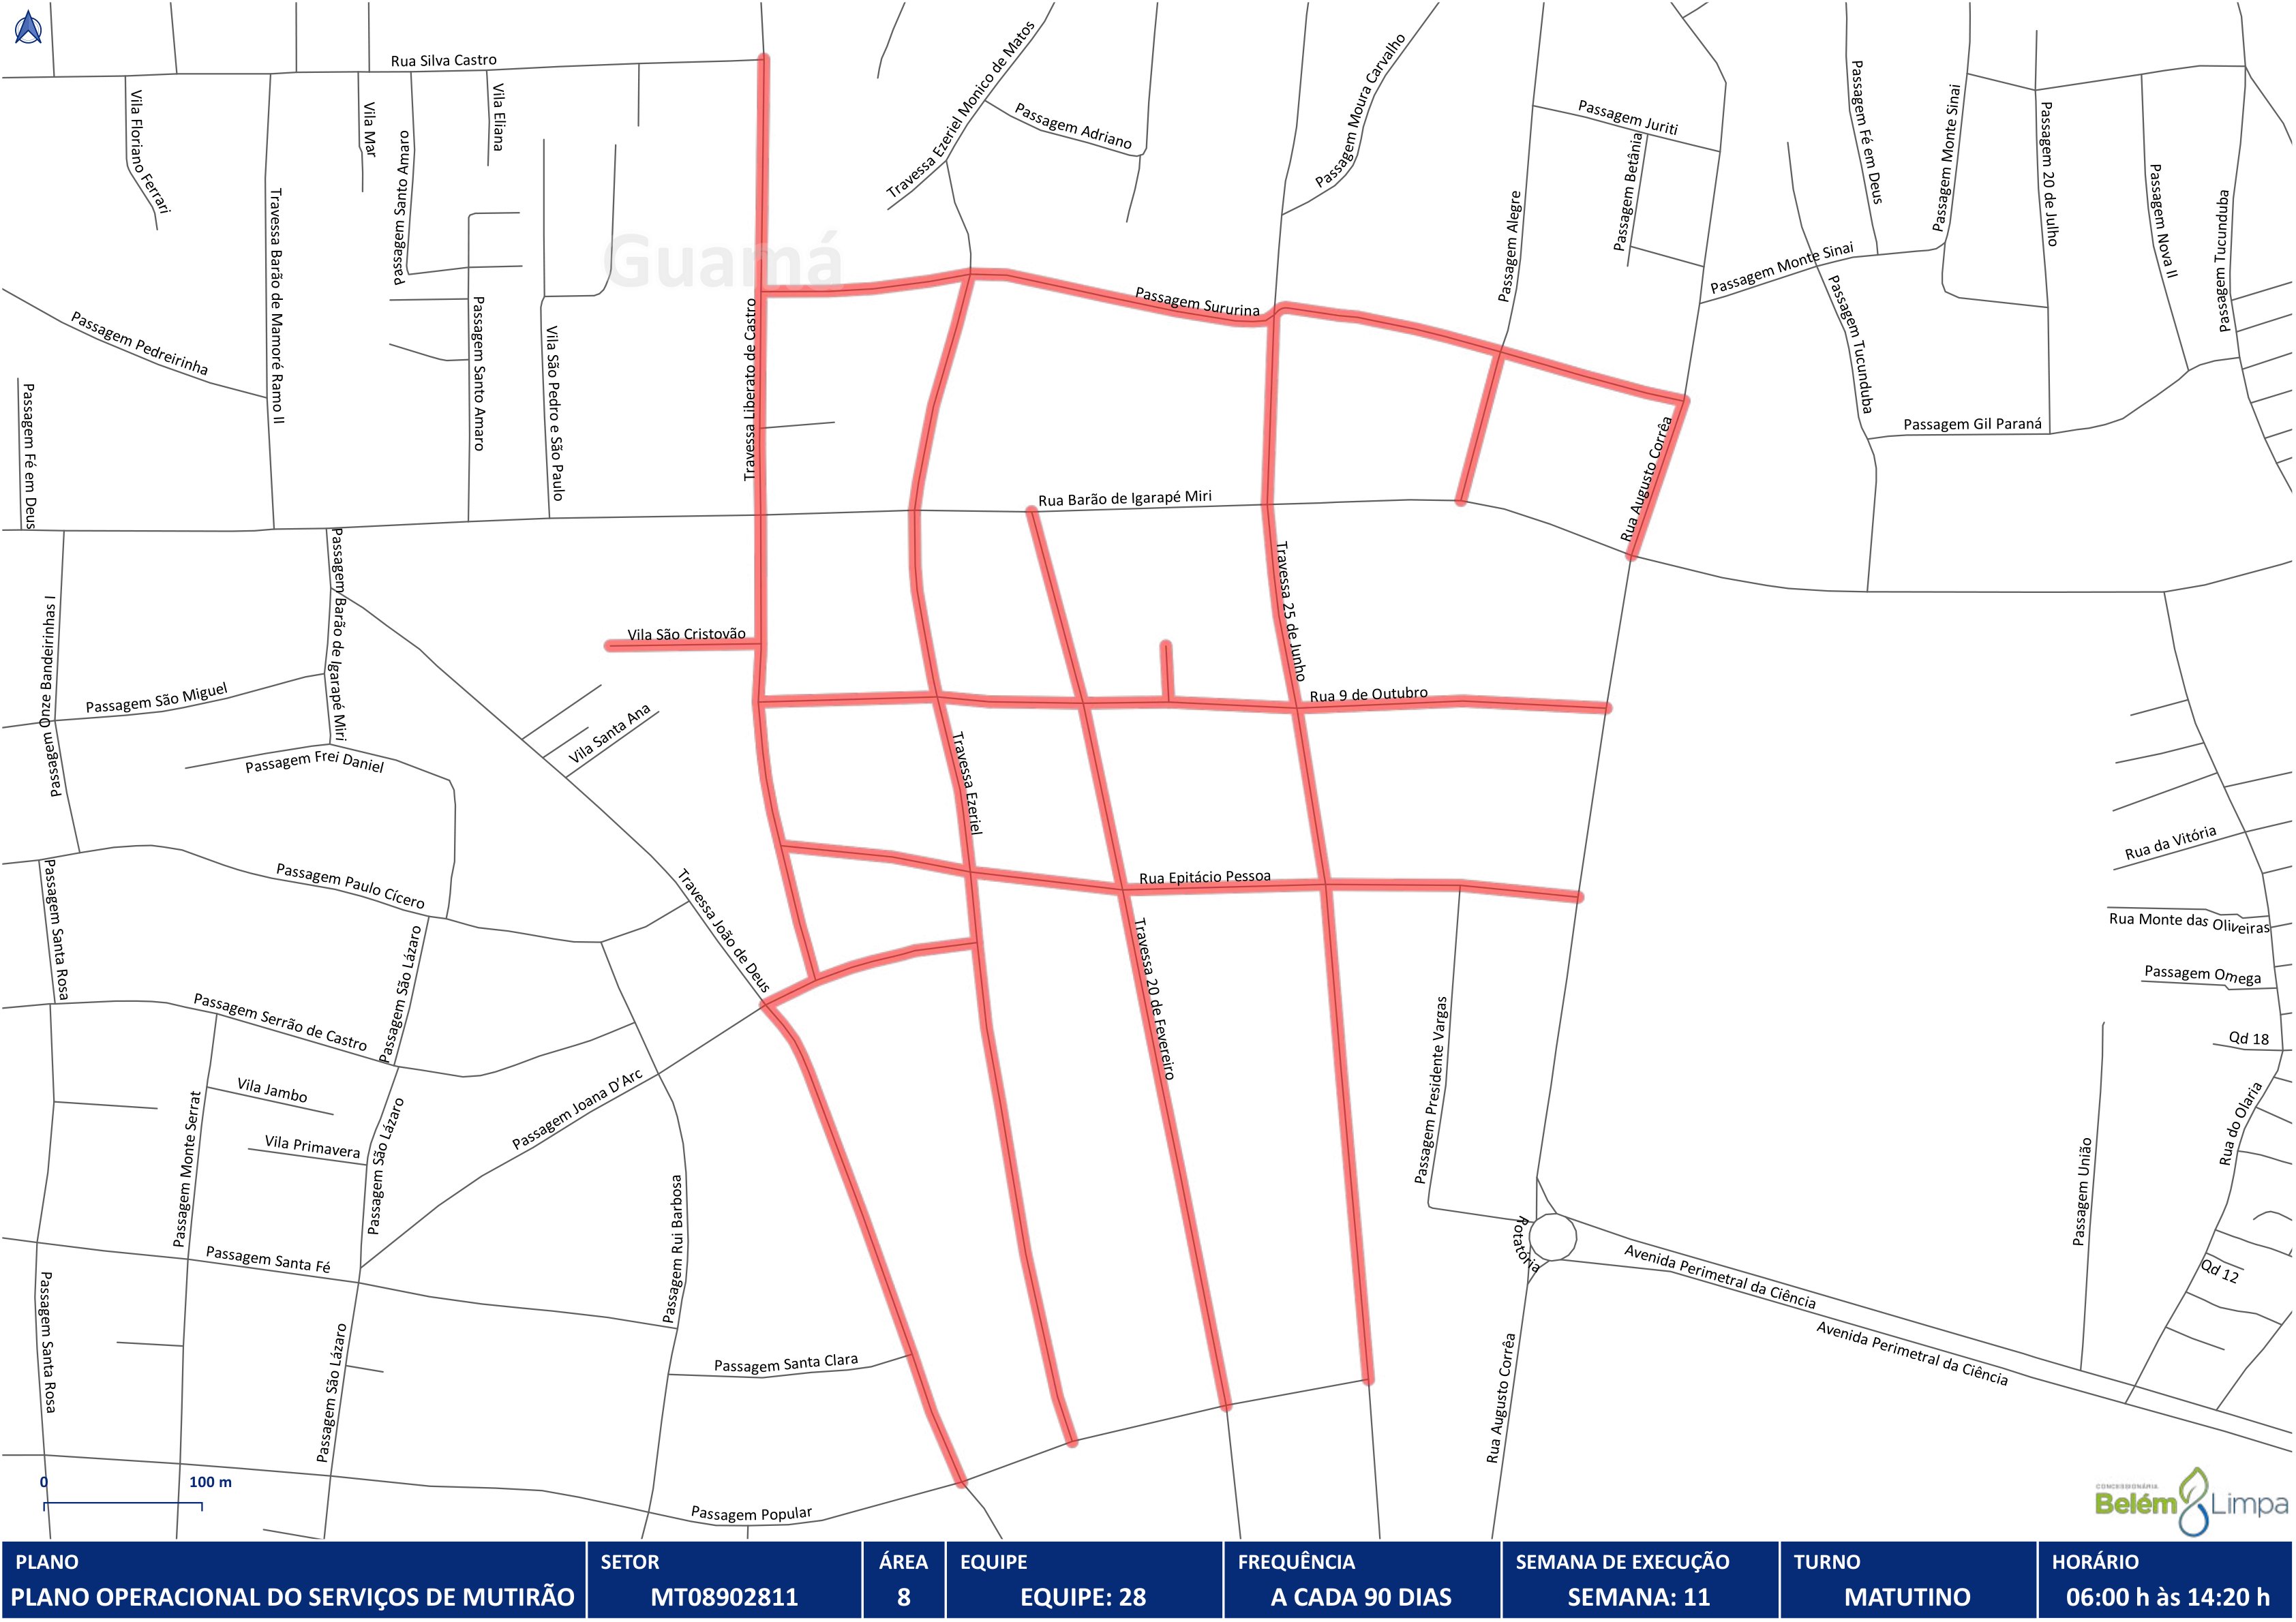 Rua Silva Castro
Vila Floriano Ferrari
Vila Mar
Vila Eliana
Passagem Santo Amaro
Travessa Barão de Mamoré Ramo II
Travessa Ezeriel Monico de Matos
Passagem Adriano
Passagem Moura Carvalho
Passagem Juriti
Passagem Betânia
Passagem Alegre
Passagem Fé em Deus
Passagem Monte Sinai
Passagem 20 de Julho
Passagem Nova II
Passagem Tucunduba
Guamá
Passagem Monte Sinai
Passagem Tucunduba
Passagem Sururina
Passagem Pedreirinha
Passagem Santo Amaro
Vila São Pedro e São Paulo
Travessa Liberato de Castro
Passagem Fé em Deus
Passagem Gil Paraná
Rua Augusto Corrêa
Rua Barão de Igarapé Miri
Passagem Barão de Igarapé Miri
Passagem Onze Bandeirinhas I
Travessa 25 de Junho
Vila São Cristovão
Passagem São Miguel
Rua 9 de Outubro
Vila Santa Ana
Passagem Frei Daniel
Travessa Ezeriel
Rua da Vitória
Passagem Paulo Cícero
Rua Epitácio Pessoa
Travessa João de Deus
Passagem Santa Rosa
Rua Monte das Oliveiras
Passagem São Lázaro
Travessa 20 de Fevereiro
Passagem Omega
Passagem Serrão de Castro
Passagem Presidente Vargas
Qd 18
Vila Jambo
Passagem Joana D’Arc
Passagem Monte Serrat
Vila Primavera
Passagem São Lázaro
Rua do Olaria
Passagem União
Passagem Rui Barbosa
Rotatória
Passagem Santa Fé
Avenida Perimetral da Ciência
Qd 12
Passagem Santa Rosa
Passagem São Lázaro
Avenida Perimetral da Ciência
Rua Augusto Corrêa
Passagem Santa Clara
Passagem Popular
0 100 m
CONCESSIONÁRIA
Belém Limpa
PLANO
PLANO OPERACIONAL DO SERVIÇOS DE MUTIRÃO
SETOR
MT08902811
ÁREA
8
EQUIPE
EQUIPE: 28
FREQUÊNCIA
A CADA 90 DIAS
SEMANA DE EXECUÇÃO
SEMANA: 11
TURNO
MATUTINO
HORÁRIO
06:00 h às 14:20 h